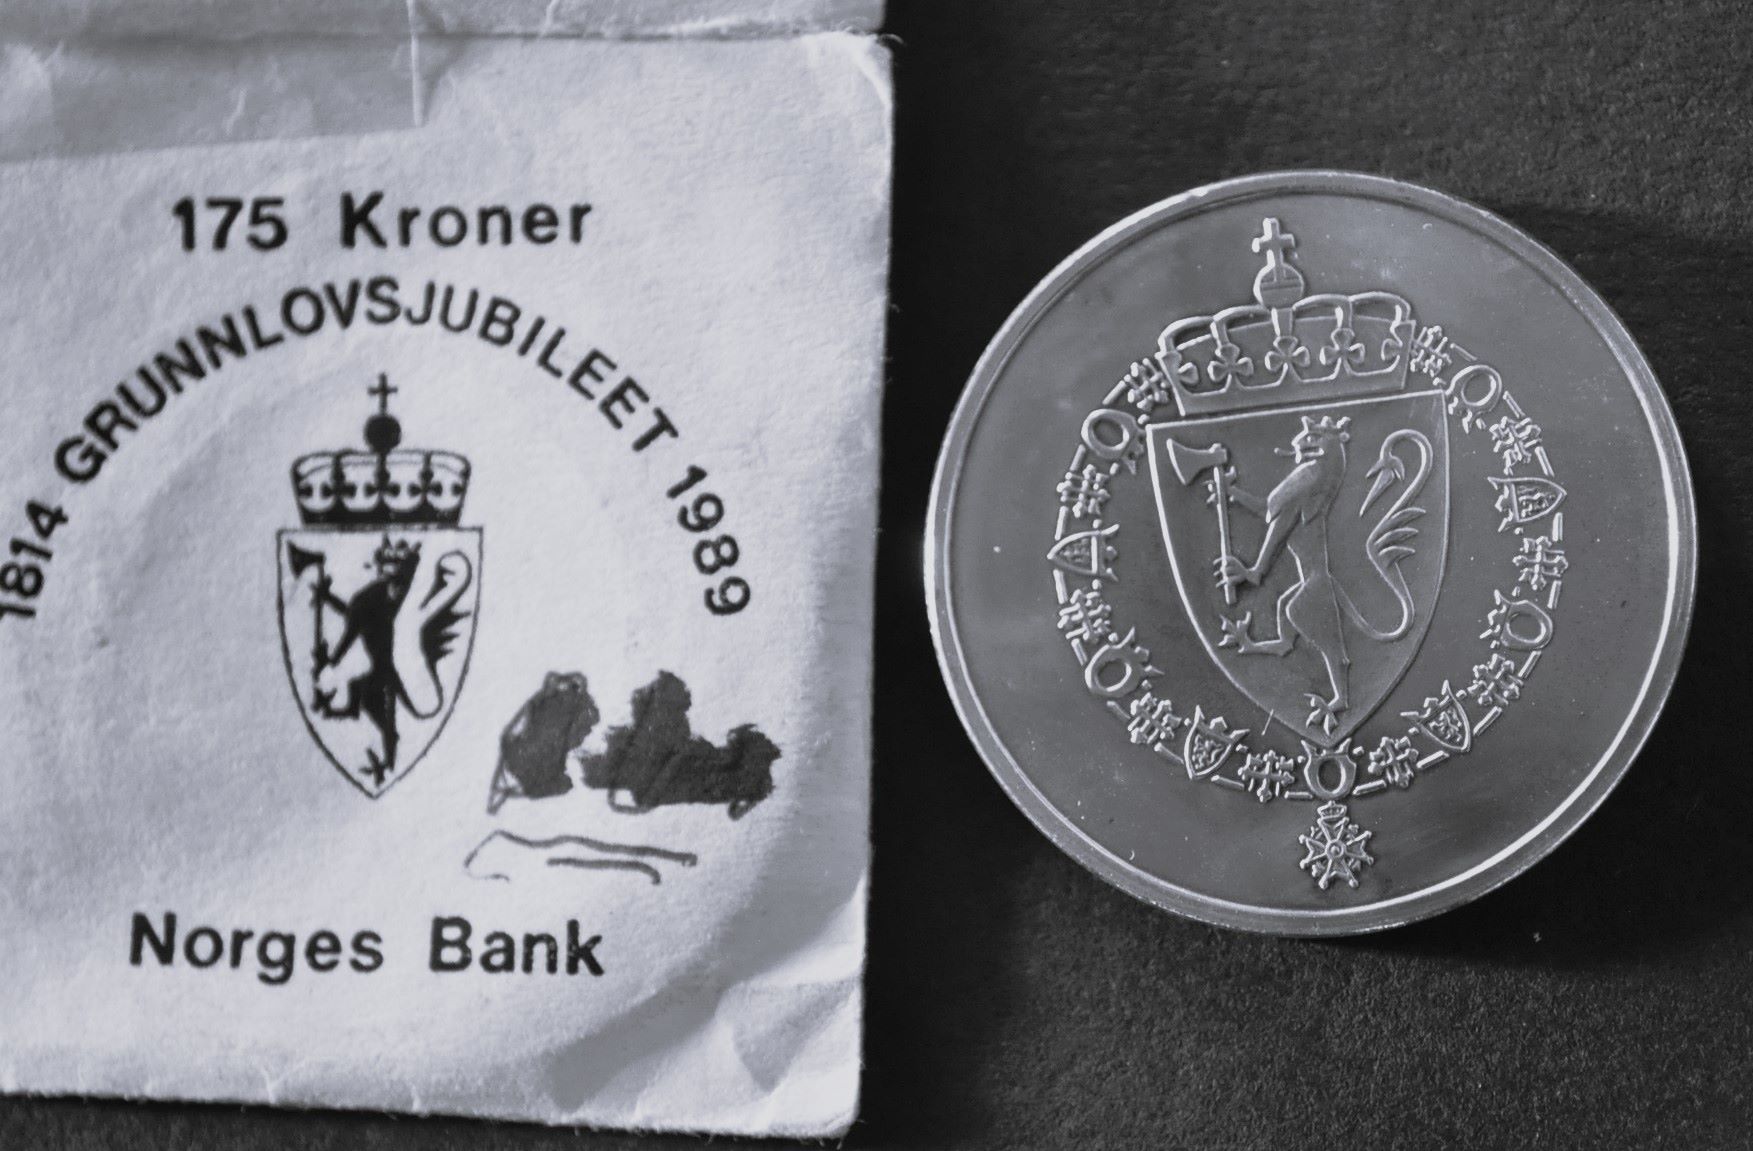 175 Kroner
1814 GRUNNLOVSJUBILEET 1989
Norges Bank